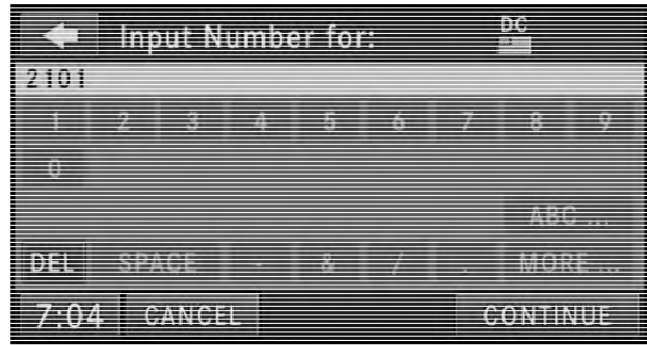 Input Number for: DC
2101
1 2 3 4 5 6 7 8 9
0
ABC ...
DEL SPACE - & / . MORE ...
7:04 CANCEL CONTINUE